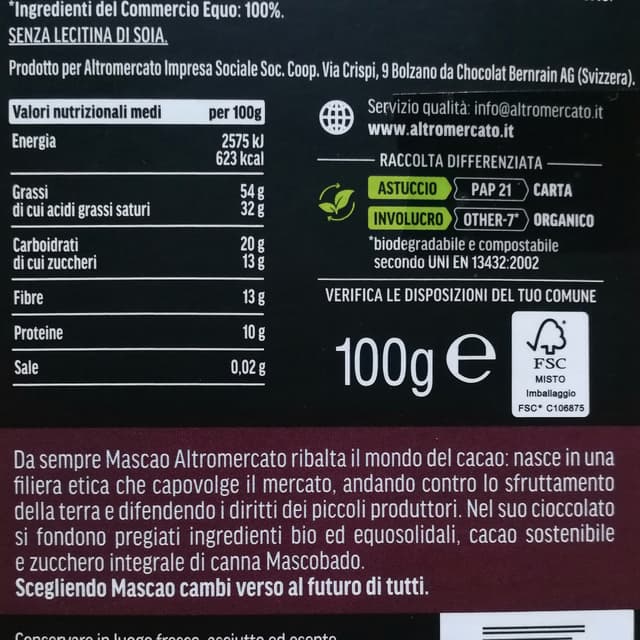 *Ingredienti del Commercio Equo: 100%.
SENZA LECITINA DI SOIA.
Prodotto per Altromercato Impresa Sociale Soc. Coop. Via Crispi, 9 Bolzano da Chocolat Bernrain AG (Svizzera).
Valori nutrizionali medi per 100g
Energia 2575 kJ
623 kcal
Grassi 54 g
di cui acidi grassi saturi 32 g
Carboidrati 20 g
di cui zuccheri 13 g
Fibre 13 g
Proteine 10 g
Sale 0,02 g
Servizio qualità: info@altromercato.it
www.altromercato.it
RACCOLTA DIFFERENZIATA
ASTUCCIO PAP 21 CARTA
INVOLUCRO OTHER-7* ORGANICO
*biodegradabile e compostabile
secondo UNI EN 13432:2002
VERIFICA LE DISPOSIZIONI DEL TUO COMUNE
100g e
FSC
MISTO
Imballaggio
FSC® C106875
Da sempre Mascao Altromercato ribalta il mondo del cacao: nasce in una
filiera etica che capovolge il mercato, andando contro lo sfruttamento
della terra e difendendo i diritti dei piccoli produttori. Nel suo cioccolato
si fondono pregiati ingredienti bio ed equosolidali, cacao sostenibile
e zucchero integrale di canna Mascobado.
Scegliendo Mascao cambi verso al futuro di tutti.
Conservare in luogo fresco, asciutto ed esente